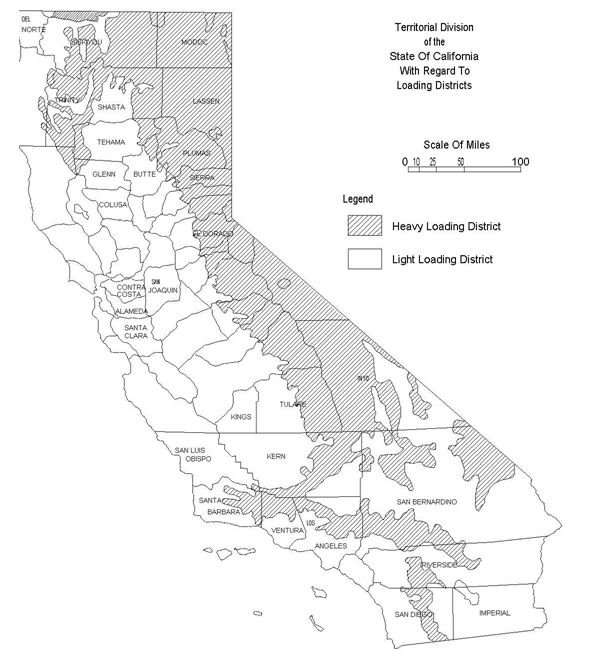 Territorial Division
of the
State Of California
With Regard To
Loading Districts
Scale Of Miles
0 10 25 50 100
Legend
Heavy Loading District
Light Loading District
DEL
NORTE
SISKIYOU
MODOC
TRINITY
SHASTA
LASSEN
TEHAMA
PLUMAS
GLENN
BUTTE
SIERRA
COLUSA
EL DORADO
CONTRA
COSTA
SAN
JOAQUIN
ALAMEDA
SANTA
CLARA
INYO
TULARE
KINGS
SAN LUIS
OBISPO
KERN
SANTA
BARBARA
SAN BERNARDINO
VENTURA
LOS
ANGELES
RIVERSIDE
SAN DIEGO
IMPERIAL